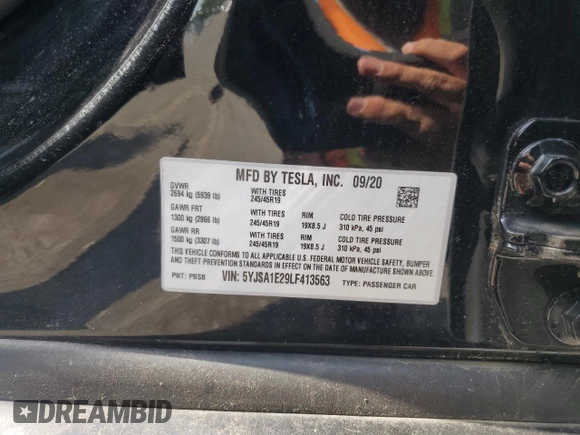 MFD BY TESLA, INC. 09/20
GVWR
2694 kg (5939 lb)
WITH TIRES
245/45R19
GAWR FRT
1300 kg (2866 lb)
WITH TIRES
245/45R19
RIM
19X8.5 J
COLD TIRE PRESSURE
310 kPa, 45 psi
GAWR RR
1500 kg (3307 lb)
WITH TIRES
245/45R19
RIM
19X8.5 J
COLD TIRE PRESSURE
310 kPa, 45 psi
THIS VEHICLE CONFORMS TO ALL APPLICABLE U.S. FEDERAL MOTOR VEHICLE SAFETY, BUMPER
AND THEFT PREVENTION STANDARDS IN EFFECT ON THE DATE OF MANUFACTURE SHOWN ABOVE.
PNT: PBSB
VIN: 5YJSA1E29LF413563
TYPE: PASSENGER CAR
DREAMBID